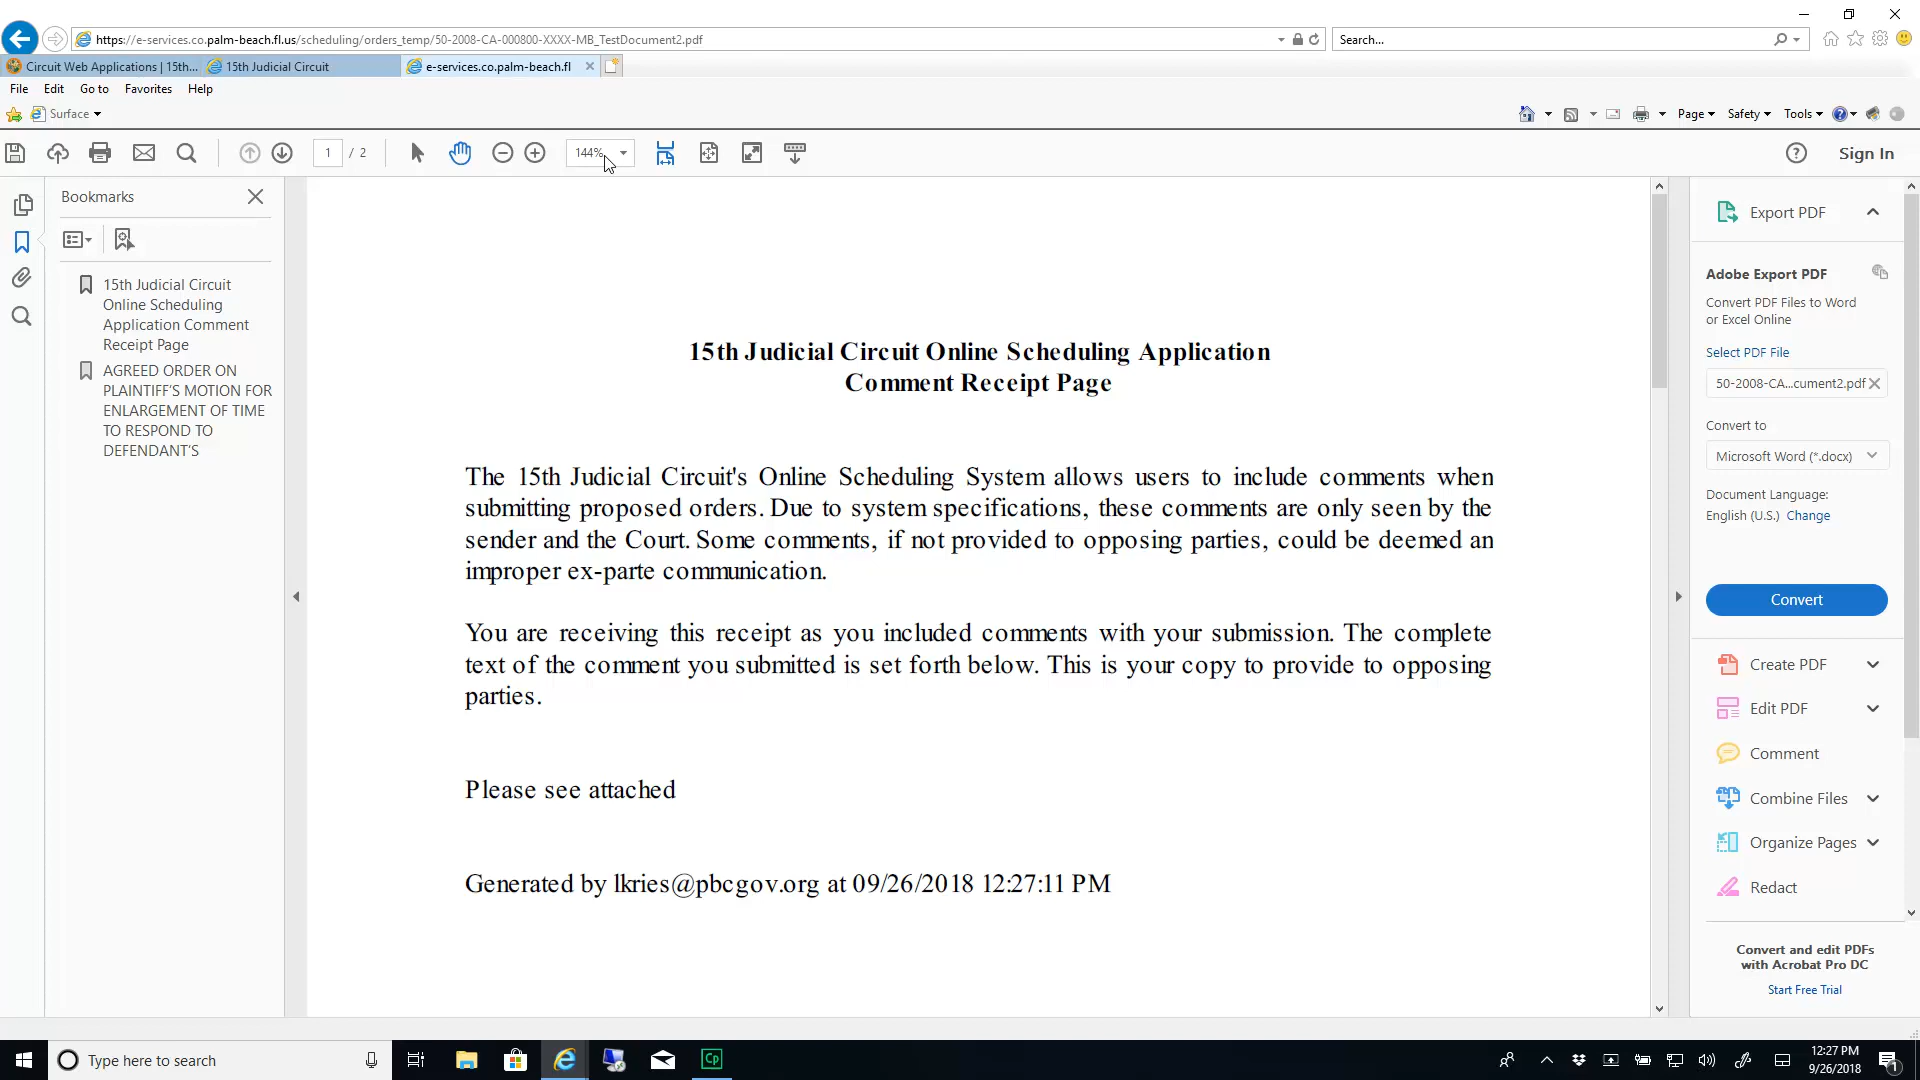 https://e-services.co.palm-beach.fl.us/scheduling/orders_temp/50-2008-CA-000800-XXXX-MB_TestDocument2.pdf
Search...
Circuit Web Applications | 15th...
15th Judicial Circuit
e-services.co.palm-beach.fl
File Edit Go to Favorites Help
Surface
Page Safety Tools
1 / 2
144%
Sign In
Bookmarks
15th Judicial Circuit
Online Scheduling
Application Comment
Receipt Page
AGREED ORDER ON
PLAINTIFF'S MOTION FOR
ENLARGEMENT OF TIME
TO RESPOND TO
DEFENDANT'S
15th Judicial Circuit Online Scheduling Application
Comment Receipt Page
The 15th Judicial Circuit's Online Scheduling System allows users to include comments when
submitting proposed orders. Due to system specifications, these comments are only seen by the
sender and the Court. Some comments, if not provided to opposing parties, could be deemed an
improper ex-parte communication.
You are receiving this receipt as you included comments with your submission. The complete
text of the comment you submitted is set forth below. This is your copy to provide to opposing
parties.
Please see attached
Generated by lkries@pbcgov.org at 09/26/2018 12:27:11 PM
Export PDF
Adobe Export PDF
Convert PDF Files to Word
or Excel Online
Select PDF File
50-2008-CA...cument2.pdf
Convert to
Microsoft Word (*.docx)
Document Language:
English (U.S.) Change
Convert
Create PDF
Edit PDF
Comment
Combine Files
Organize Pages
Redact
Convert and edit PDFs
with Acrobat Pro DC
Start Free Trial
Type here to search
Cp
12:27 PM
9/26/2018
1